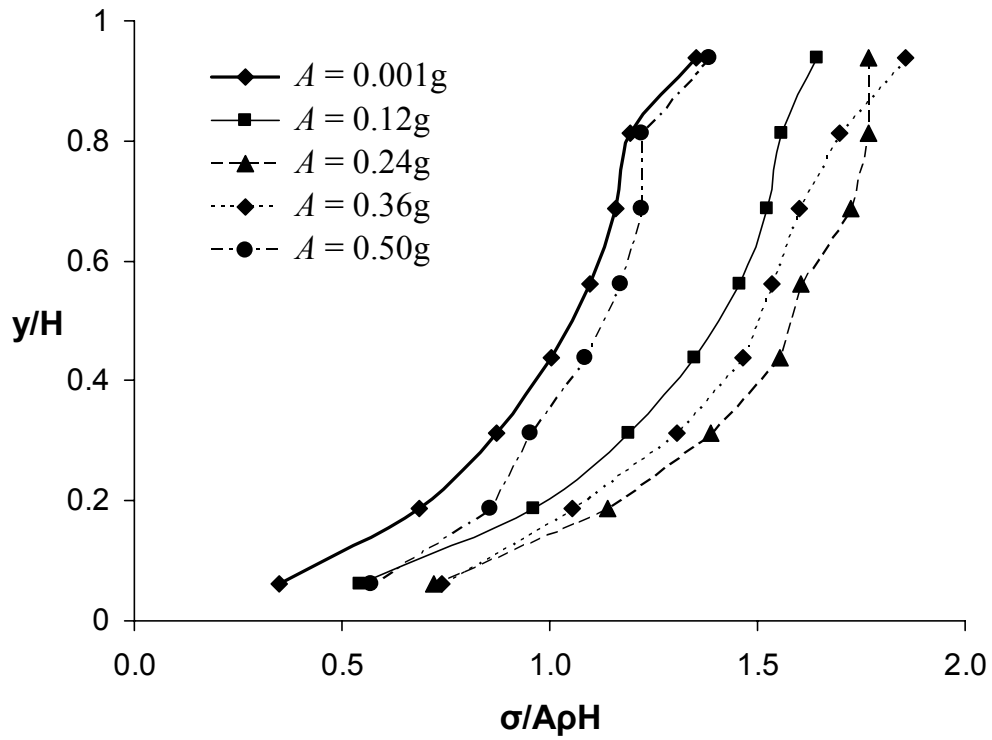 1
0.8
0.6
0.4
0.2
0
y/H
A = 0.001g
A = 0.12g
A = 0.24g
A = 0.36g
A = 0.50g
0.0 0.5 1.0 1.5 2.0
σ/AρH